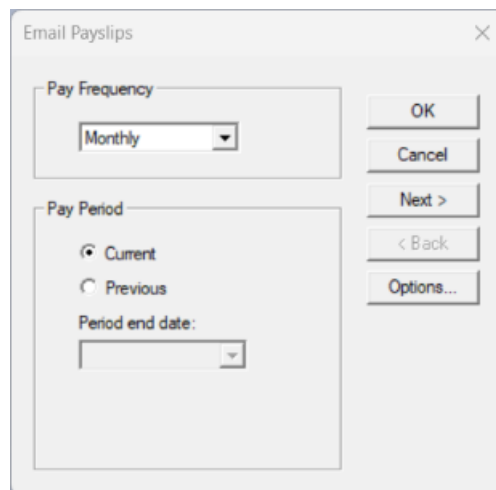 Email Payslips
Pay Frequency
Monthly
Pay Period
Current
Previous
Period end date:
OK
Cancel
Next >
< Back
Options...